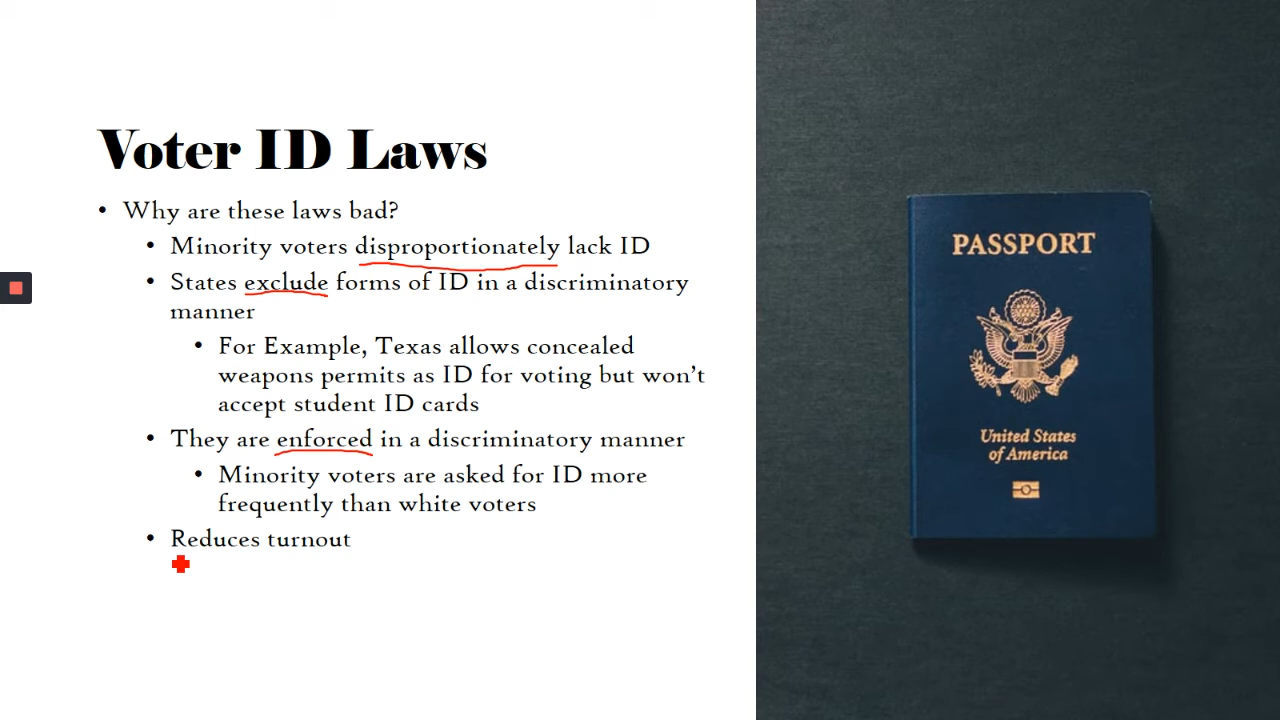 Voter ID Laws
• Why are these laws bad?
• Minority voters disproportionately lack ID
• States exclude forms of ID in a discriminatory
manner
• For Example, Texas allows concealed
weapons permits as ID for voting but won't
accept student ID cards
• They are enforced in a discriminatory manner
• Minority voters are asked for ID more
frequently than white voters
• Reduces turnout
PASSPORT
United States
of America